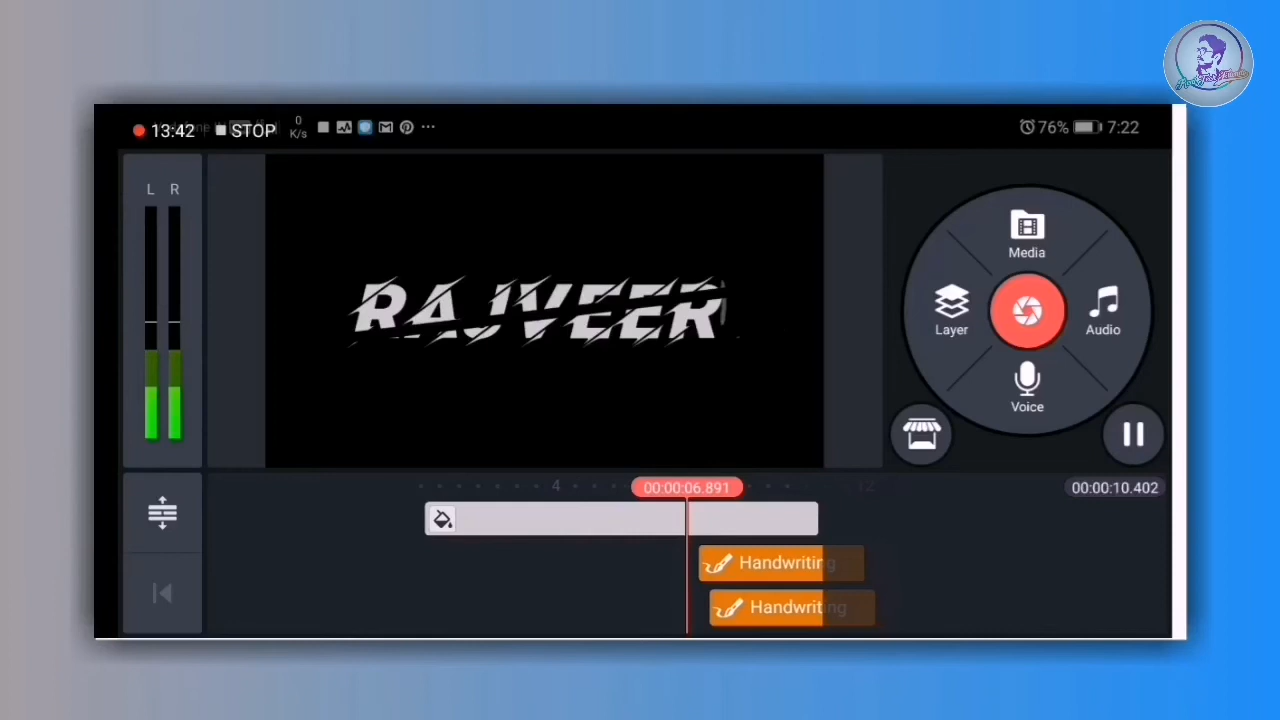 13:42 STOP 0 K/s 76% 7:22
L R
RAJVEER
Media
Layer
Audio
Voice
4 00:00:06.891 12 00:00:10.402
Handwriting
Handwriting